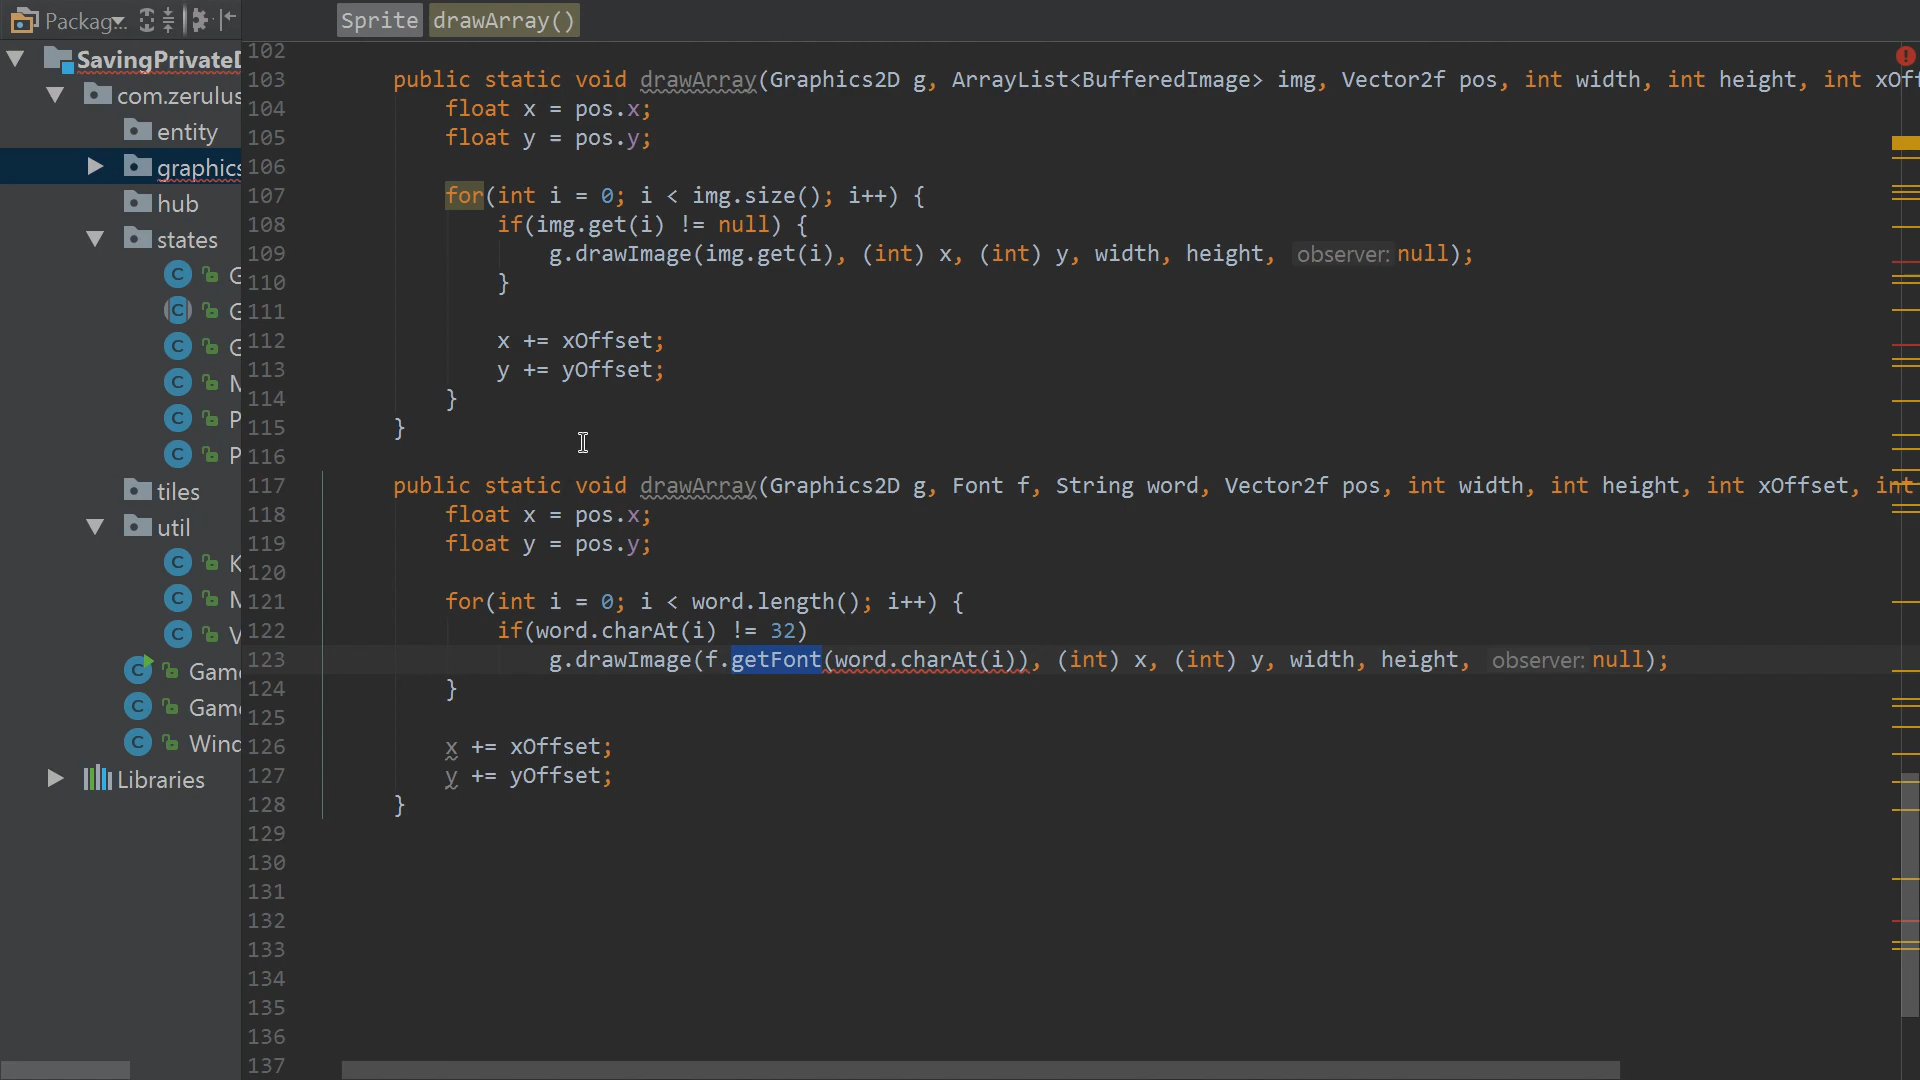 Packag...
Sprite drawArray()
SavingPrivateD
com.zerulus
entity
graphics
hub
states
G
G
G
M
P
P
tiles
util
K
M
V
Game
Game
Wind
Libraries
102
103 public static void drawArray(Graphics2D g, ArrayList<BufferedImage> img, Vector2f pos, int width, int height, int xOff
104 float x = pos.x;
105 float y = pos.y;
106
107 for(int i = 0; i < img.size(); i++) {
108 if(img.get(i) != null) {
109 g.drawImage(img.get(i), (int) x, (int) y, width, height, observer: null);
110 }
111
112 x += xOffset;
113 y += yOffset;
114 }
115 }
116
117 public static void drawArray(Graphics2D g, Font f, String word, Vector2f pos, int width, int height, int xOffset, int
118 float x = pos.x;
119 float y = pos.y;
120
121 for(int i = 0; i < word.length(); i++) {
122 if(word.charAt(i) != 32)
123 g.drawImage(f.getFont(word.charAt(i)), (int) x, (int) y, width, height, observer: null);
124 }
125
126 x += xOffset;
127 y += yOffset;
128 }
129
130
131
132
133
134
135
136
137